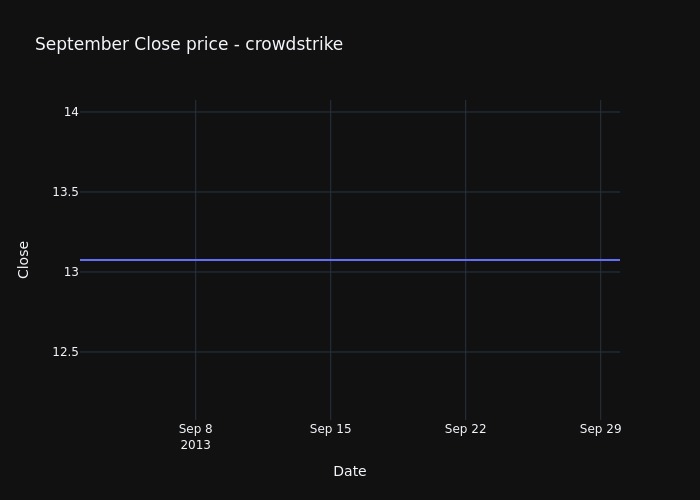 September Close price - crowdstrike
14
13.5
13
12.5
Close
Sep 8
2013
Sep 15
Sep 22
Sep 29
Date